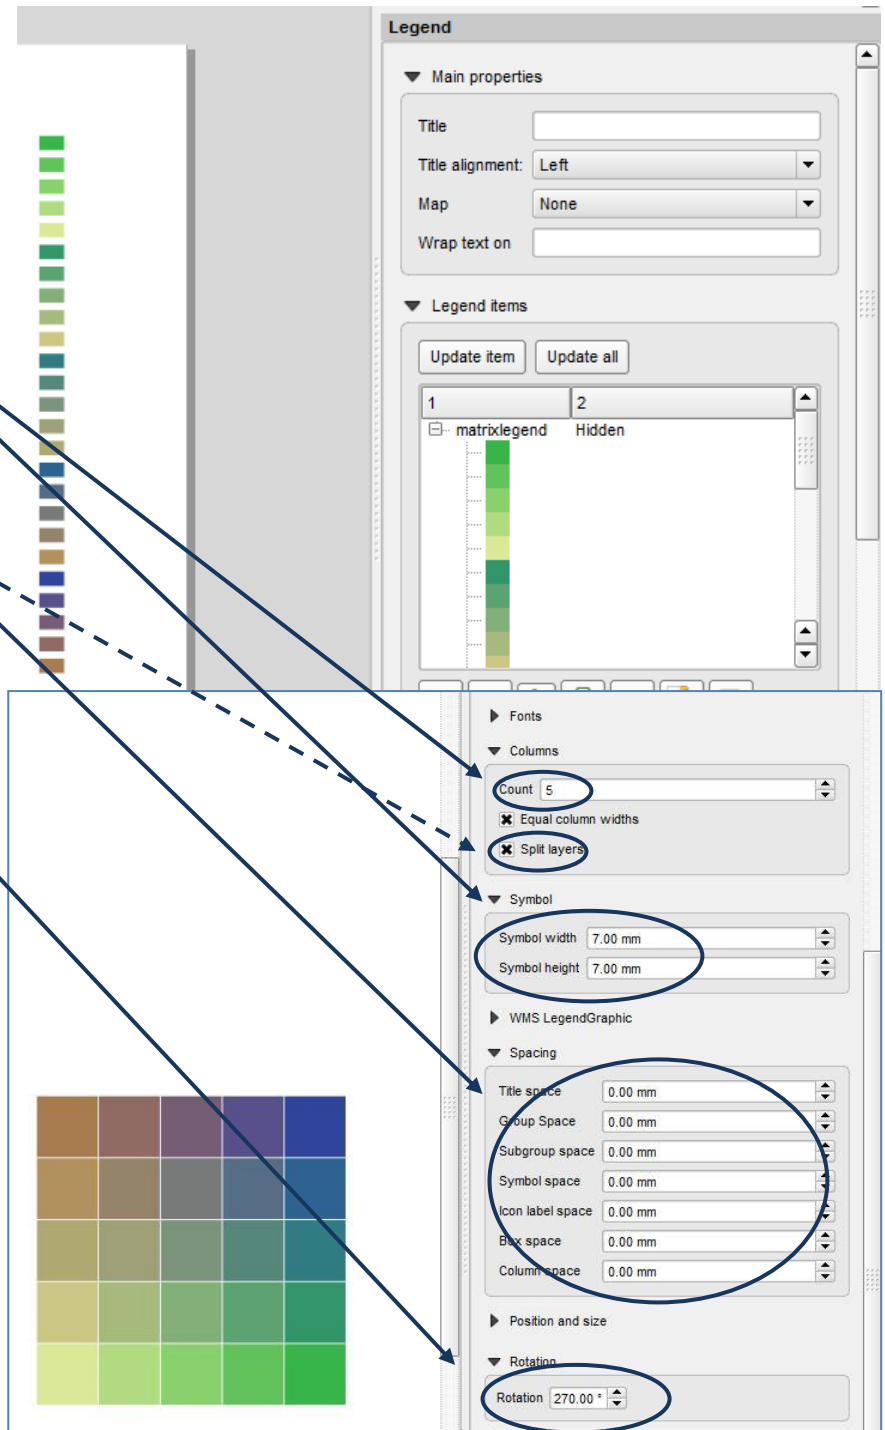 Legend
Main properties
Title
Title alignment: Left
Map None
Wrap text on
Legend items
Update item Update all
1 2
matrixlegend Hidden
Fonts
Columns
Count 5
Equal column widths
Split layers
Symbol
Symbol width 7.00 mm
Symbol height 7.00 mm
WMS LegendGraphic
Spacing
Title space 0.00 mm
Group Space 0.00 mm
Subgroup space 0.00 mm
Symbol space 0.00 mm
Icon label space 0.00 mm
Box space 0.00 mm
Column space 0.00 mm
Position and size
Rotation
Rotation 270.00 °